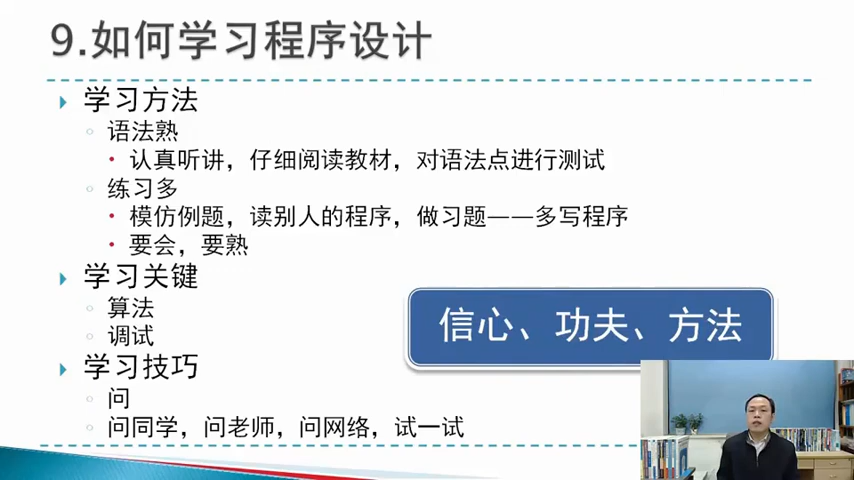 9.如何学习程序设计
学习方法
语法熟
认真听讲，仔细阅读教材，对语法点进行测试
练习多
模仿例题，读别人的程序，做习题——多写程序
要会，要熟
学习关键
算法
调试
信心、功夫、方法
学习技巧
问
问同学，问老师，问网络，试一试